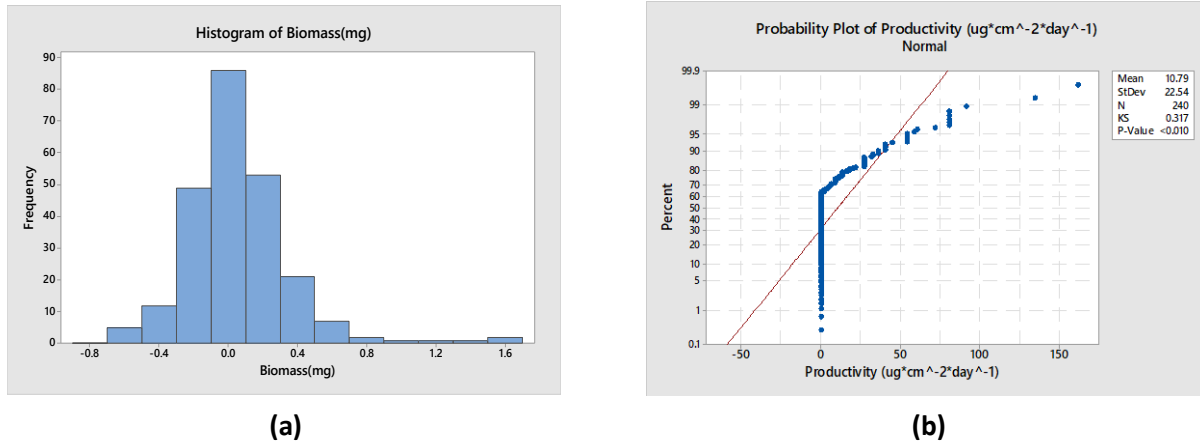 Histogram of Biomass(mg)
90
80
70
60
50
40
30
20
10
0
Frequency
-0.8 -0.4 0.0 0.4 0.8 1.2 1.6
Biomass(mg)
(a)
Probability Plot of Productivity (ug*cm^-2*day^-1)
Normal
99.9
99
95
90
80
70
60
50
40
30
20
10
5
1
0.1
Percent
-50 0 50 100 150
Productivity (ug*cm^-2*day^-1)
Mean 10.79
StDev 22.54
N 240
KS 0.317
P-Value <0.010
(b)